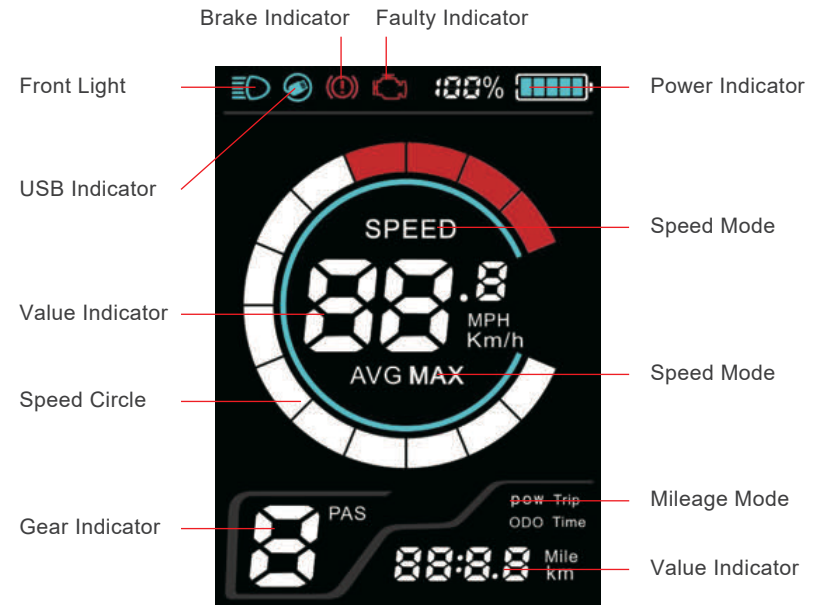 Brake Indicator Faulty Indicator
Front Light
100%
Power Indicator
USB Indicator
SPEED
Speed Mode
88.8
Value Indicator
MPH
Km/h
AVG MAX
Speed Mode
Speed Circle
PAS
8
pow Trip
Mileage Mode
ODO Time
Gear Indicator
88:8.8
Mile
km
Value Indicator